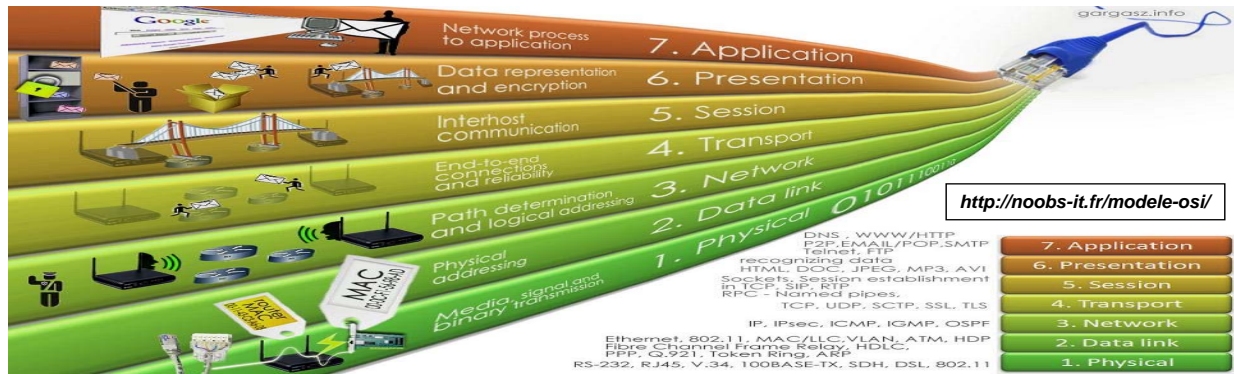 Google
gargasz.info
Network process
to application
7. Application
Data representation
and encryption
6. Presentation
Interhost
communication
5. Session
End-to-end
connections
and reliability
4. Transport
Path determination
and logical addressing
3. Network
Physical
addressing
2. Data link
Media, signal and
binary transmission
1. Physical
router
MAC
MAC
http://noobs-it.fr/modele-osi/
DNS, WWW/HTTP
P2P,EMAIL/POP,SMTP
Telnet, FTP
7. Application
recognizing data
HTML, DOC, JPEG, MP3, AVI
6. Presentation
Sockets, Session establishment
in TCP, SIP, RTP
RPC - Named pipes,
5. Session
TCP, UDP, SCTP, SSL, TLS
4. Transport
IP, IPsec, ICMP, IGMP, OSPF
3. Network
Ethernet, 802.11, MAC/LLC,VLAN, ATM, HDP
Fibre Channel Frame Relay, HDLC,
PPP, Q.921, Token Ring, ARP
2. Data link
RS-232, RJ45, V.34, 100BASE-TX, SDH, DSL, 802.11
1. Physical